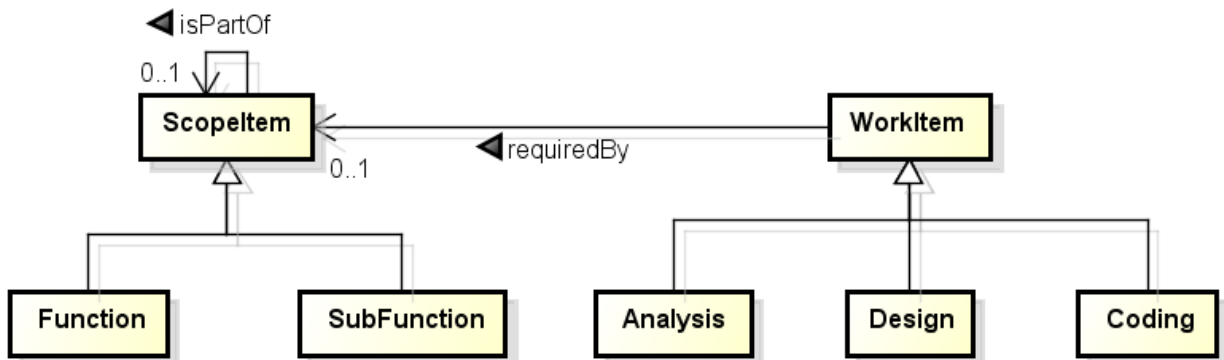 isPartOf
0..1
ScopeItem
WorkItem
requiredBy
0..1
Function
SubFunction
Analysis
Design
Coding